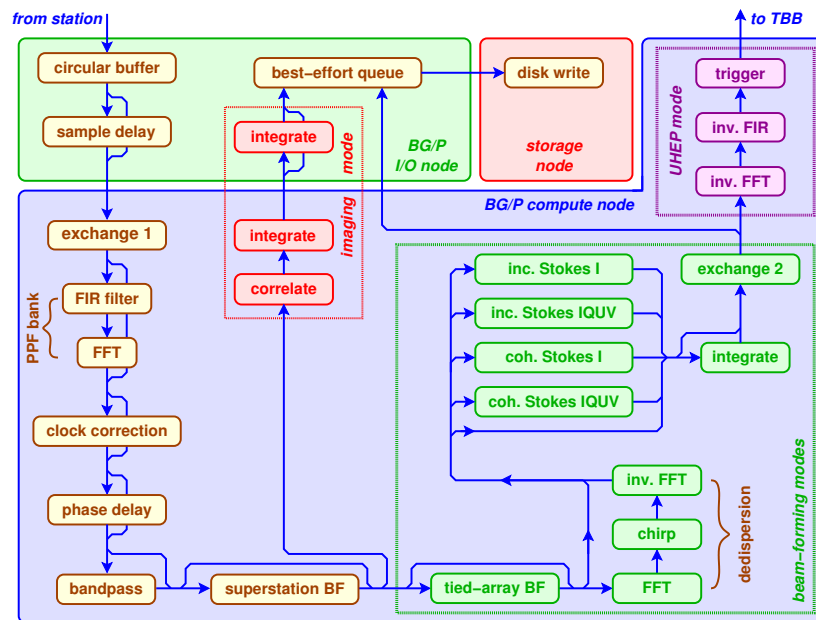 from station
to TBB
circular buffer
best−effort queue
disk write
trigger
sample delay
integrate
mode
BG/P
I/O node
storage
node
inv. FIR
UHEP mode
inv. FFT
BG/P compute node
exchange 1
integrate
imaging
correlate
inc. Stokes I
exchange 2
PPF bank
FIR filter
inc. Stokes IQUV
FFT
coh. Stokes I
integrate
coh. Stokes IQUV
clock correction
phase delay
inv. FFT
chirp
dedispersion
beam−forming modes
bandpass
superstation BF
tied−array BF
FFT